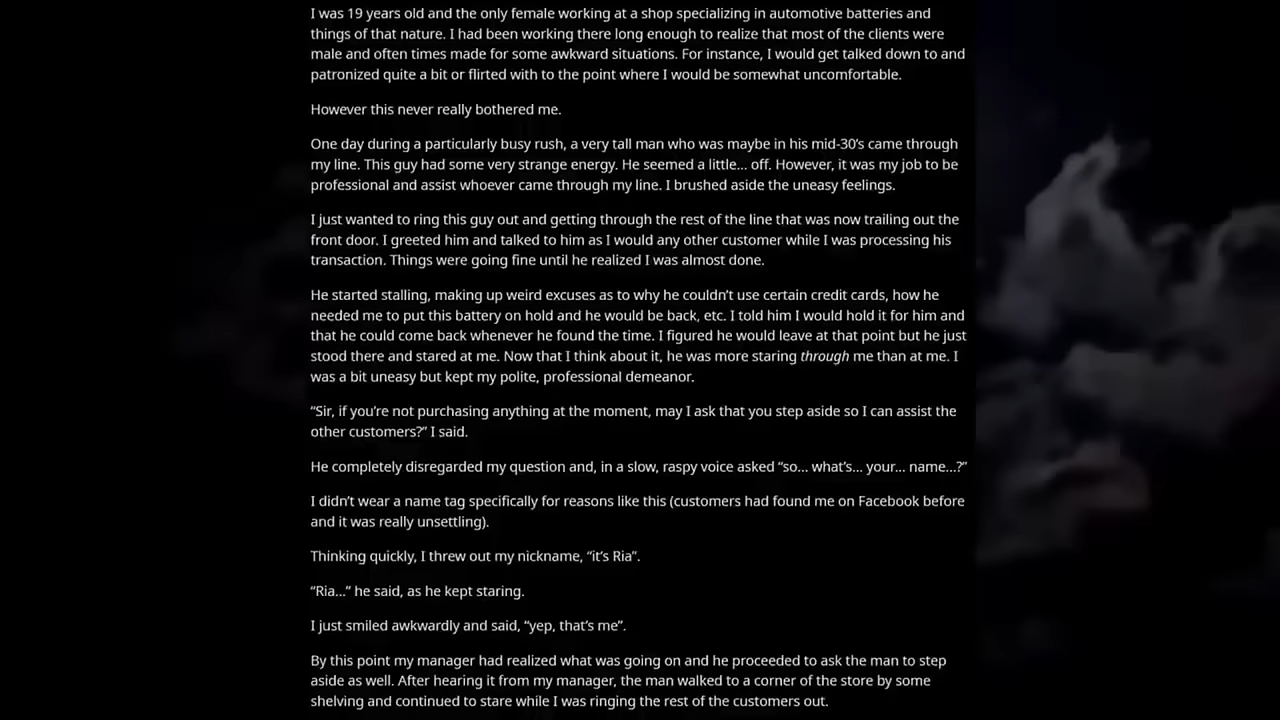 I was 19 years old and the only female working at a shop specializing in automotive batteries and
things of that nature. I had been working there long enough to realize that most of the clients were
male and often times made for some awkward situations. For instance, I would get talked down to and
patronized quite a bit or flirted with to the point where I would be somewhat uncomfortable.
However this never really bothered me.
One day during a particularly busy rush, a very tall man who was maybe in his mid-30’s came through
my line. This guy had some very strange energy. He seemed a little... off. However, it was my job to be
professional and assist whoever came through my line. I brushed aside the uneasy feelings.
I just wanted to ring this guy out and getting through the rest of the line that was now trailing out the
front door. I greeted him and talked to him as I would any other customer while I was processing his
transaction. Things were going fine until he realized I was almost done.
He started stalling, making up weird excuses as to why he couldn’t use certain credit cards, how he
needed me to put this battery on hold and he would be back, etc. I told him I would hold it for him and
that he could come back whenever he found the time. I figured he would leave at that point but he just
stood there and stared at me. Now that I think about it, he was more staring through me than at me. I
was a bit uneasy but kept my polite, professional demeanor.
“Sir, if you’re not purchasing anything at the moment, may I ask that you step aside so I can assist the
other customers?” I said.
He completely disregarded my question and, in a slow, raspy voice asked “so... what’s... your... name...?”
I didn’t wear a name tag specifically for reasons like this (customers had found me on Facebook before
and it was really unsettling).
Thinking quickly, I threw out my nickname, “it’s Ria”.
“Ria...” he said, as he kept staring.
I just smiled awkwardly and said, “yep, that’s me”.
By this point my manager had realized what was going on and he proceeded to ask the man to step
aside as well. After hearing it from my manager, the man walked to a corner of the store by some
shelving and continued to stare while I was ringing the rest of the customers out.